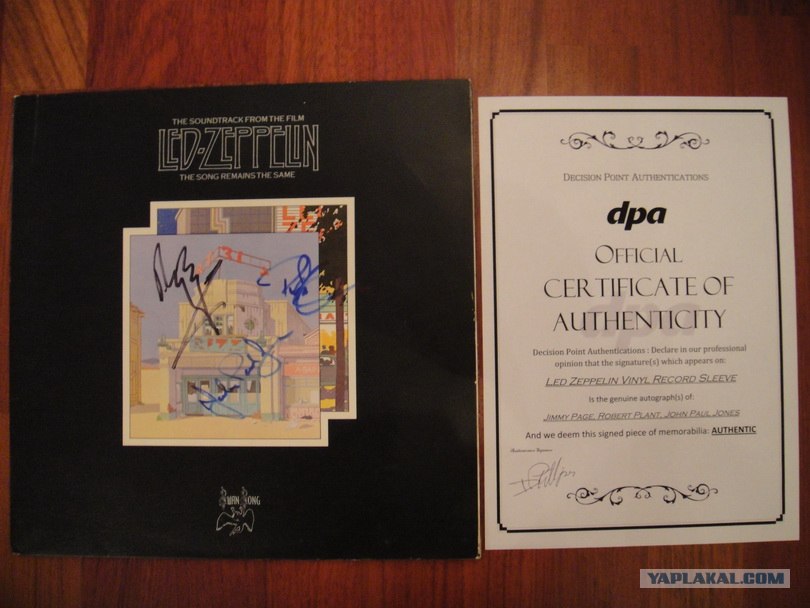 THE SOUNDTRACK FROM THE FILM
LED-ZEPPELIN
THE SONG REMAINS THE SAME
SWAN SONG
DECISION POINT AUTHENTICATIONS
dpa
OFFICIAL
CERTIFICATE OF
AUTHENTICITY
Decision Point Authentications : Declare in our professional
opinion that the signature(s) which appears on:
LED ZEPPELIN VINYL RECORD SLEEVE
Is the genuine autograph(s) of:
JIMMY PAGE, ROBERT PLANT, JOHN PAUL JONES
And we deem this signed piece of memorabilia: AUTHENTIC
YAPLAKAL.COM